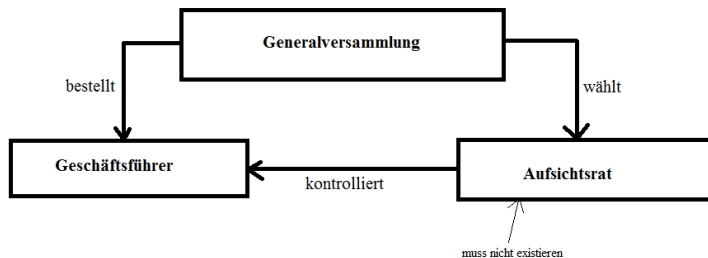 Generalversammlung
bestellt
wählt
Geschäftsführer
Aufsichtsrat
kontrolliert
muss nicht existieren